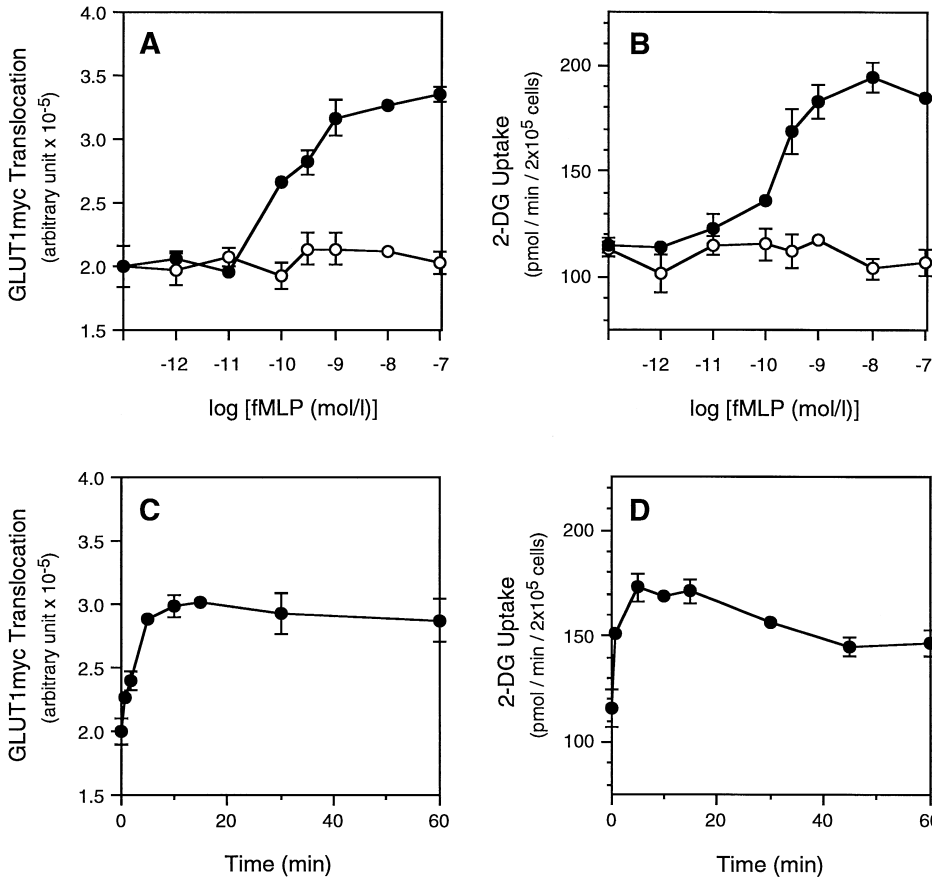 A
GLUT1myc Translocation
(arbitrary unit x 10-5)
4.0
3.5
3.0
2.5
2.0
1.5
-12 -11 -10 -9 -8 -7
log [fMLP (mol/l)]
B
2-DG Uptake
(pmol / min / 2x105 cells)
200
150
100
-12 -11 -10 -9 -8 -7
log [fMLP (mol/l)]
C
GLUT1myc Translocation
(arbitrary unit x 10-5)
4.0
3.5
3.0
2.5
2.0
1.5
0 20 40 60
Time (min)
D
2-DG Uptake
(pmol / min / 2x105 cells)
200
150
100
0 20 40 60
Time (min)